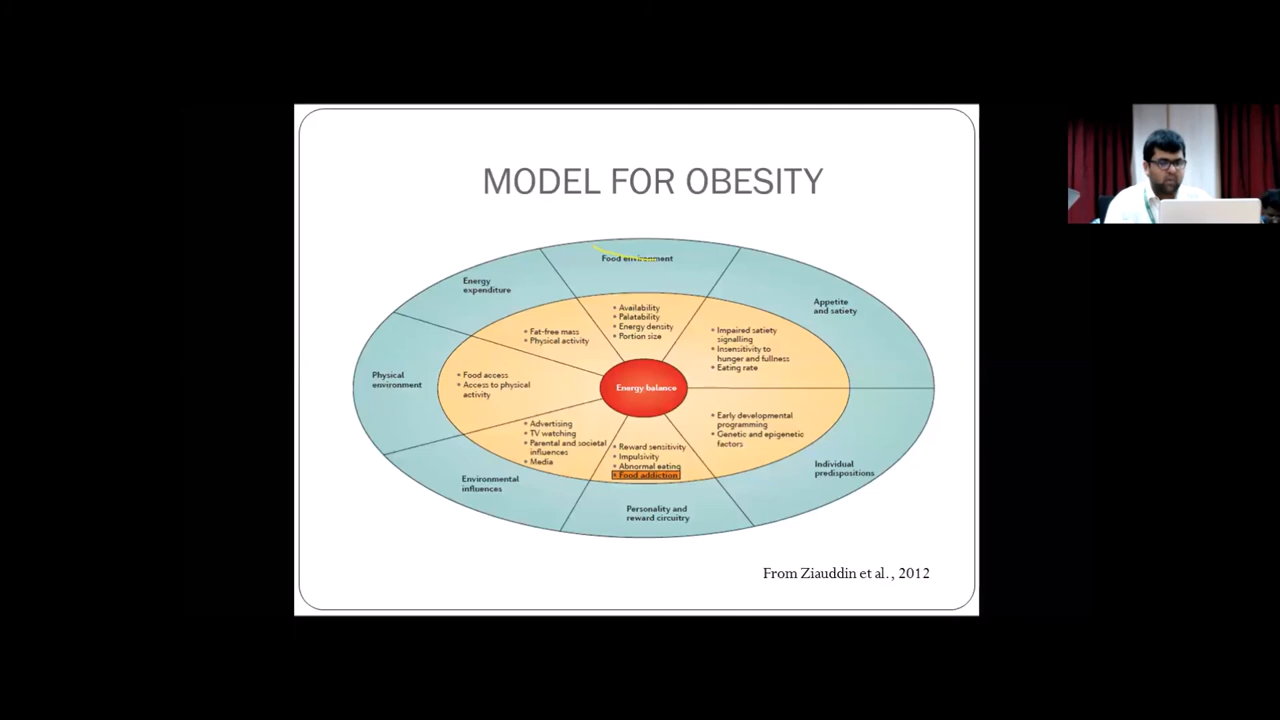 MODEL FOR OBESITY
Food environment
• Availability
• Palatability
• Energy density
• Portion size
Appetite
and satiety
• Impaired satiety
signalling
• Insensitivity to
hunger and fullness
• Eating rate
Individual
predispositions
• Early developmental
programming
• Genetic and epigenetic
factors
Personality and
reward circuitry
• Reward sensitivity
• Impulsivity
• Abnormal eating
• Food addiction
Environmental
influences
• Advertising
• TV watching
• Parental and societal
influences
• Media
Physical
environment
• Food access
• Access to physical
activity
Energy
expenditure
• Fat-free mass
• Physical activity
Energy balance
From Ziauddin et al., 2012